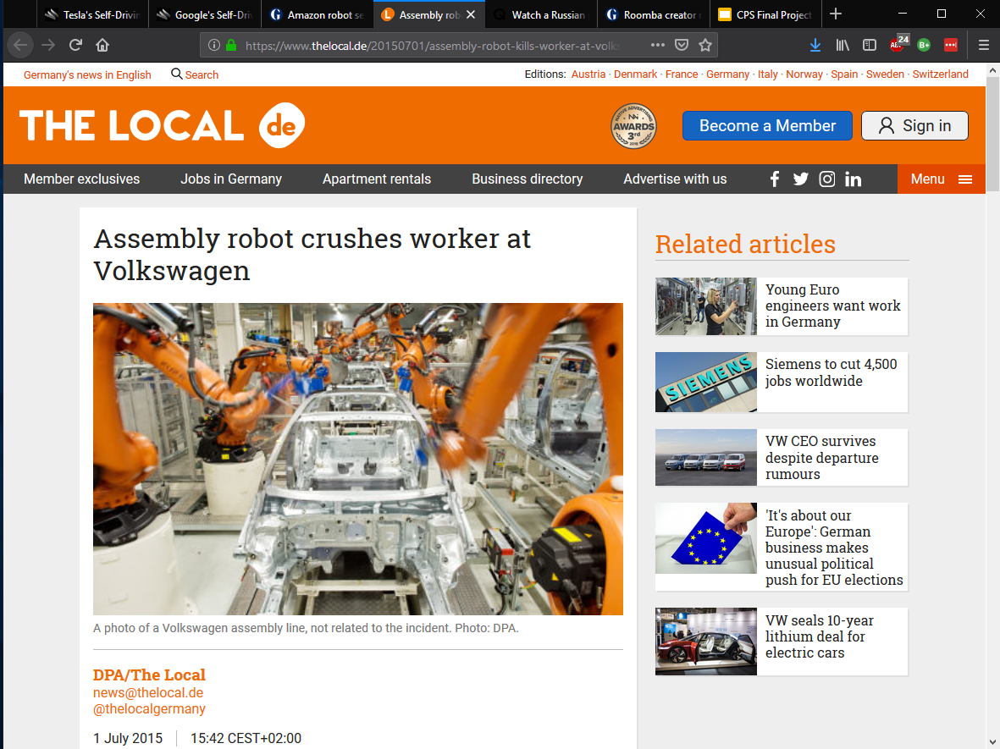 Tesla's Self-Drivin
Google's Self-Dri
Amazon robot se
Assembly rob
Watch a Russian
Roomba creator r
CPS Final Project
https://www.thelocal.de/20150701/assembly-robot-kills-worker-at-volks
24
B+
Germany's news in English
Search
Editions: Austria · Denmark · France · Germany · Italy · Norway · Spain · Sweden · Switzerland
THE LOCAL de
NATIVE ADVERTISING
AWARDS
3rd
2018
Become a Member
Sign in
Member exclusives
Jobs in Germany
Apartment rentals
Business directory
Advertise with us
Menu
Assembly robot crushes worker at
Volkswagen
A photo of a Volkswagen assembly line, not related to the incident. Photo: DPA.
DPA/The Local
news@thelocal.de
@thelocalgermany
1 July 2015
15:42 CEST+02:00
Related articles
Young Euro
engineers want work
in Germany
SIEMENS
Siemens to cut 4,500
jobs worldwide
VW CEO survives
despite departure
rumours
'It's about our
Europe': German
business makes
unusual political
push for EU elections
VW seals 10-year
lithium deal for
electric cars